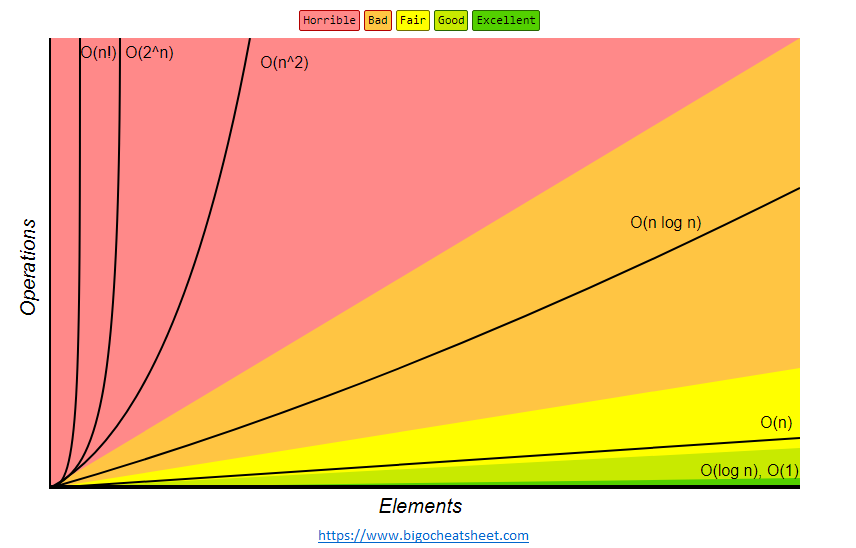 Horrible Bad Fair Good Excellent
O(n!) O(2^n)
O(n^2)
O(n log n)
O(n)
O(log n), O(1)
Operations
Elements
https://www.bigocheatsheet.com